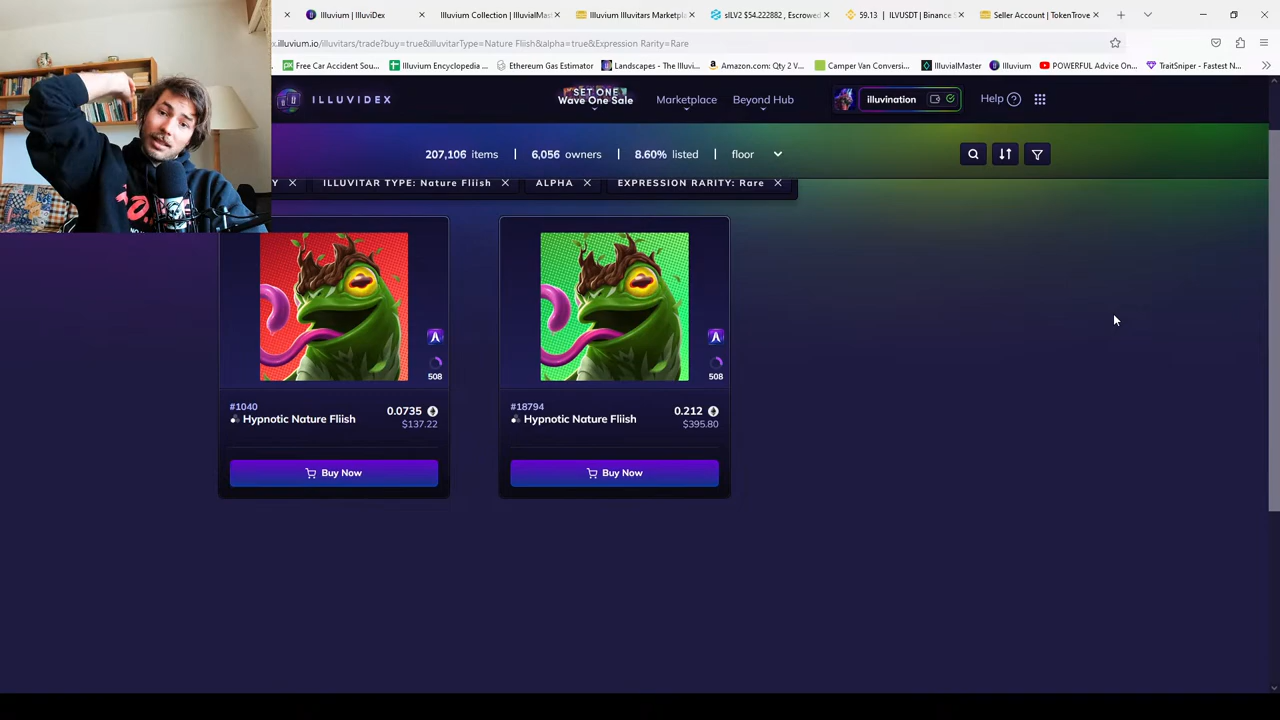 Illuvium | IlluviDex
Illuvium Collection | IlluvialMast
Illuvium Illuvitars Marketpla
sILV2 $54.222882 , Escrowed
59.13 | ILVUSDT | Binance
Seller Account | TokenTrove
x.illuvium.io/illuvitars/trade?buy=true&illuvitarType=Nature Fliish&alpha=true&Expression Rarity=Rare
Free Car Accident Sou...
Illuvium Encyclopedia ...
Ethereum Gas Estimator
Landscapes - The Illuvi...
Amazon.com: Qty 2 V...
Camper Van Conversi...
IlluvialMaster
Illuvium
POWERFUL Advice On...
TraitSniper - Fastest N...
ILLUVIDEX
SET ONE
Wave One Sale
Marketplace
Beyond Hub
illuvination
Help ?
207,106 items | 6,056 owners | 8.60% listed | floor
Y
ILLUVITAR TYPE: Nature Fliish
ALPHA
EXPRESSION RARITY: Rare
A
508
#1040
Hypnotic Nature Fliish
0.0735
$137.22
Buy Now
A
508
#18794
Hypnotic Nature Fliish
0.212
$395.80
Buy Now